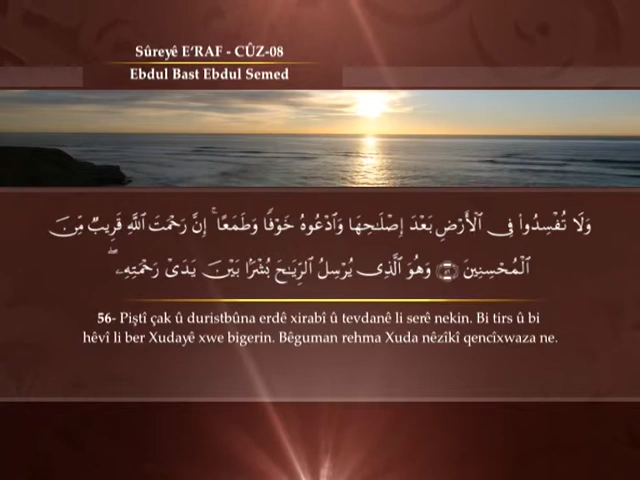 Sûreyê E'RAF - CÛZ-08
Ebdul Bast Ebdul Semed
وَلَا تُفْسِدُوا۟ فِى ٱلْأَرْضِ بَعْدَ إِصْلَٰحِهَا وَٱدْعُوهُ خَوْفًا وَطَمَعًا ۚ إِنَّ رَحْمَتَ ٱللَّهِ قَرِيبٌ مِّنَ
ٱلْمُحْسِنِينَ ﴿٥٦﴾ وَهُوَ ٱلَّذِى يُرْسِلُ ٱلرِّيَٰحَ بُشْرًۢا بَيْنَ يَدَىْ رَحْمَتِهِۦ ۖ
56- Piştî çak û duristbûna erdê xirabî û tevdanê li serê nekin. Bi tirs û bi
hêvî li ber Xudayê xwe bigerin. Bêguman rehma Xuda nêzîkî qencîxwaza ne.